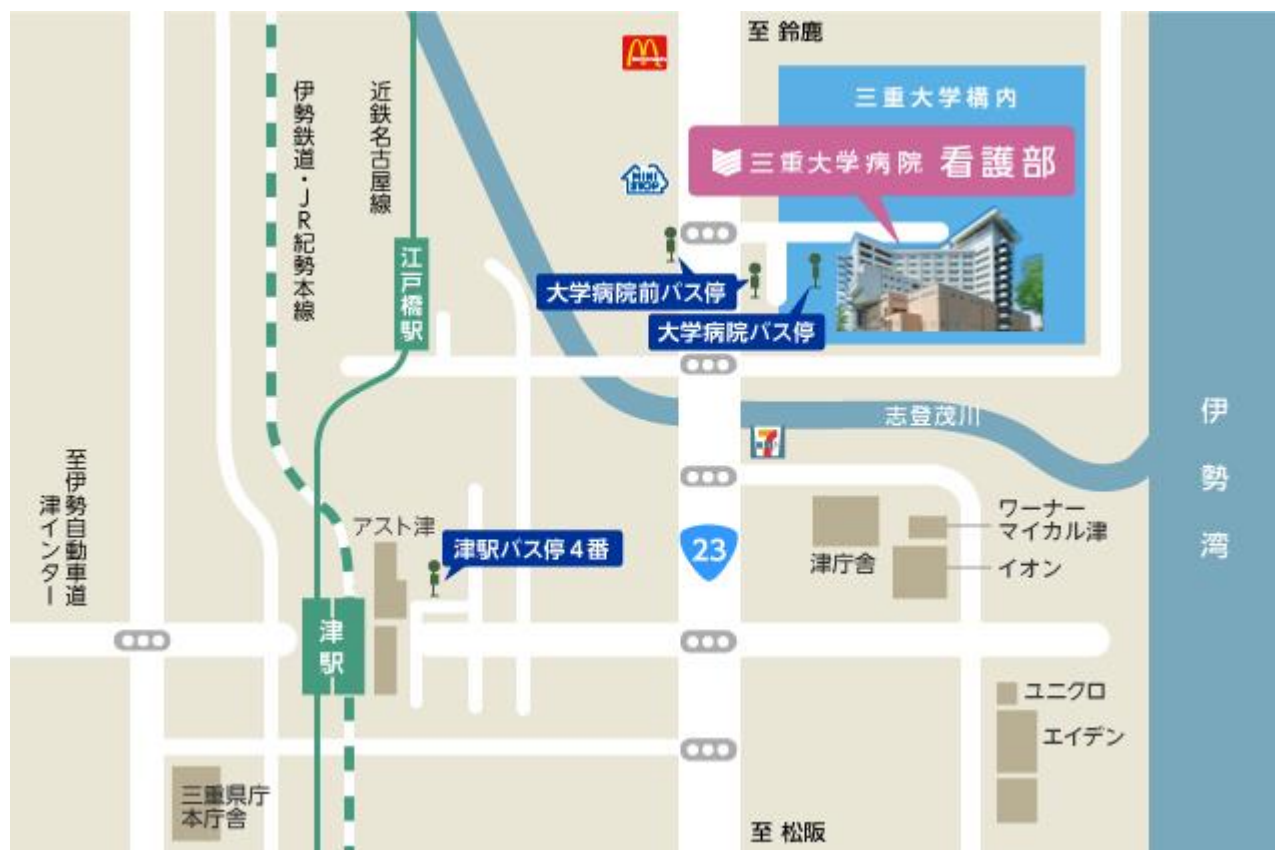 至 鈴鹿
三重大学構内
三重大学病院 看護部
伊勢鉄道・JR紀勢本線
近鉄名古屋線
MINI
STOP
江戸橋駅
大学病院前バス停
大学病院バス停
志登茂川
伊勢湾
7
至伊勢自動車道
津インター
アスト津
津駅バス停4番
23
ワーナー
マイカル津
津庁舎
イオン
津駅
ユニクロ
エイデン
三重県庁
本庁舎
至 松阪